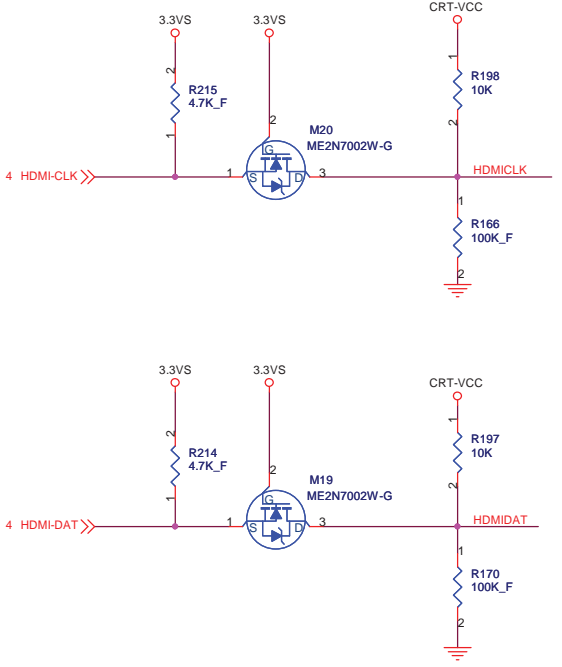 CRT-VCC
3.3VS
3.3VS
1
2
R198
10K
R215
4.7K_F
2
2
1
M20
ME2N7002W-G
G
4 HDMI-CLK
1
S
D
3
HDMICLK
1
R166
100K_F
2
3.3VS
3.3VS
CRT-VCC
1
2
R197
10K
R214
4.7K_F
2
2
1
M19
ME2N7002W-G
G
4 HDMI-DAT
1
S
D
3
HDMIDAT
1
R170
100K_F
2